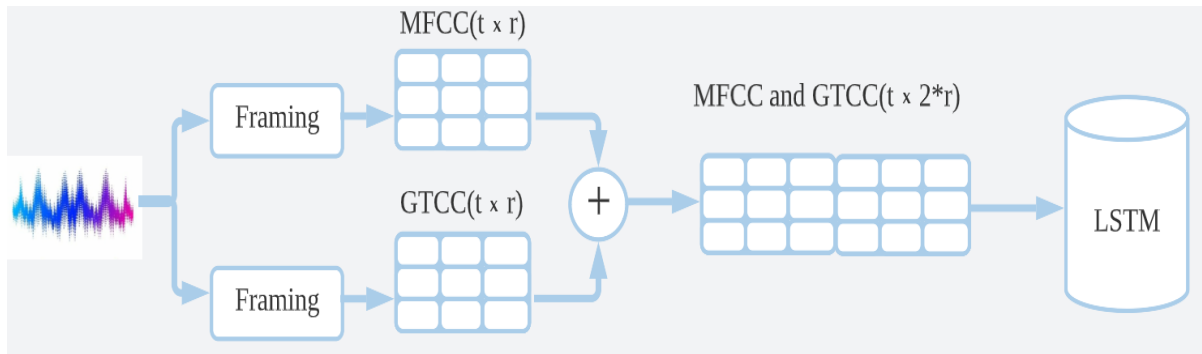 MFCC(t x r)
Framing
GTCC(t x r)
Framing
+
MFCC and GTCC(t x 2*r)
LSTM